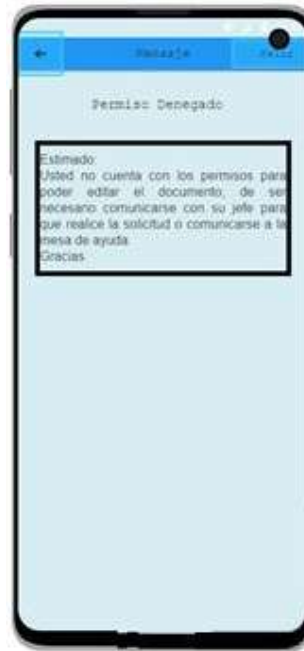 Mensaje
Permiso Denegado
Estimado
Usted no cuenta con los permisos para
poder editar el documento, de ser
necesario comunicarse con su jefe para
que realice la solicitud o comunicarse a la
mesa de ayuda.
Gracias